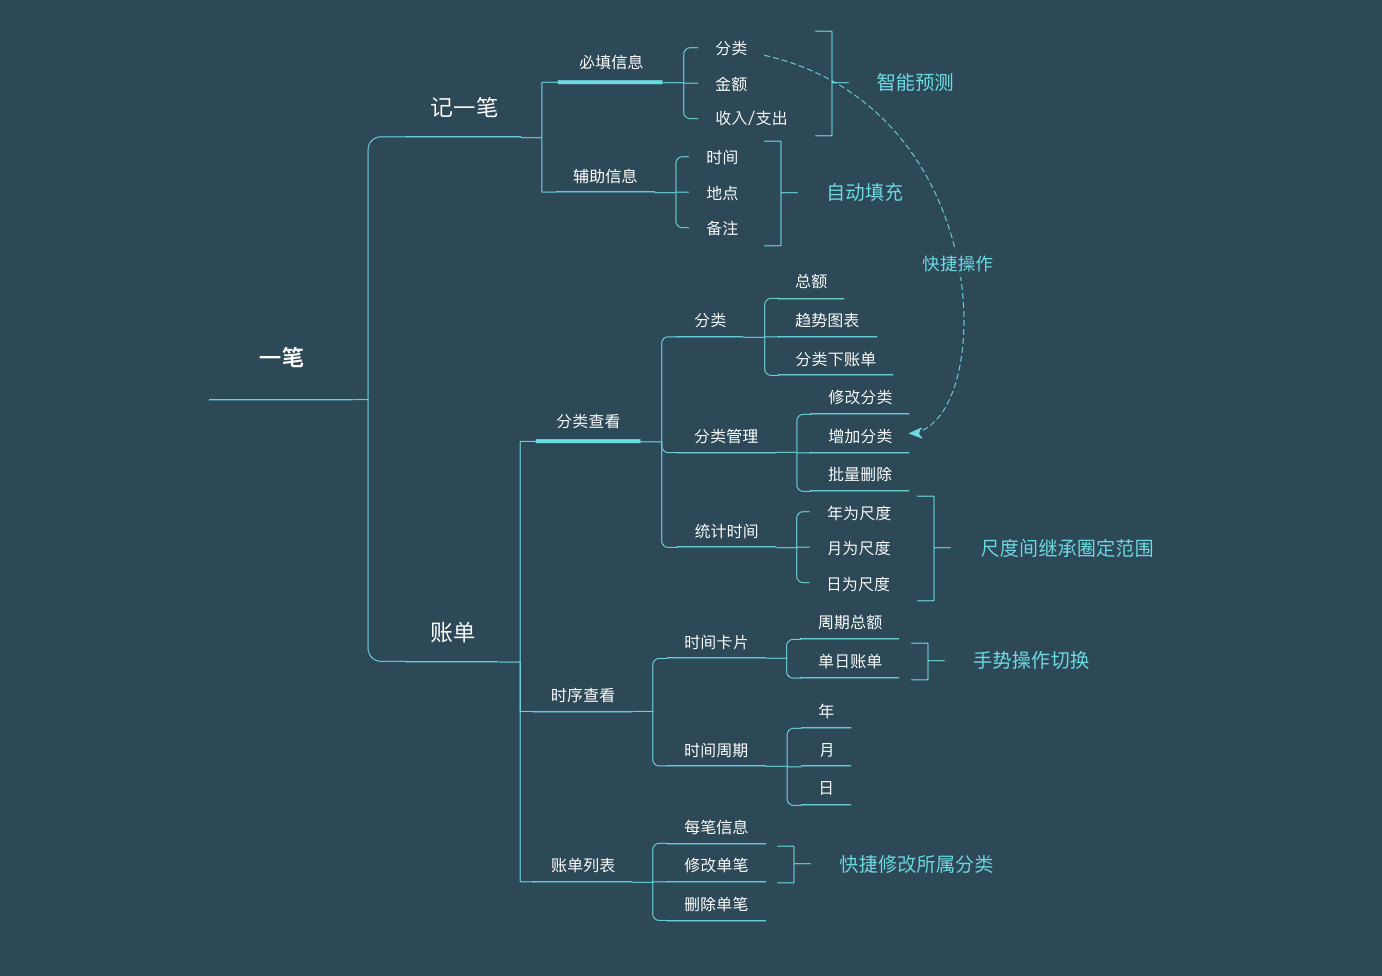 一笔
记一笔
必填信息
分类
金额
收入/支出
智能预测
辅助信息
时间
地点
备注
自动填充
快捷操作
账单
分类查看
分类
总额
趋势图表
分类下账单
分类管理
修改分类
增加分类
批量删除
统计时间
年为尺度
月为尺度
日为尺度
尺度间继承圈定范围
时序查看
时间卡片
周期总额
单日账单
手势操作切换
时间周期
年
月
日
账单列表
每笔信息
修改单笔
删除单笔
快捷修改所属分类